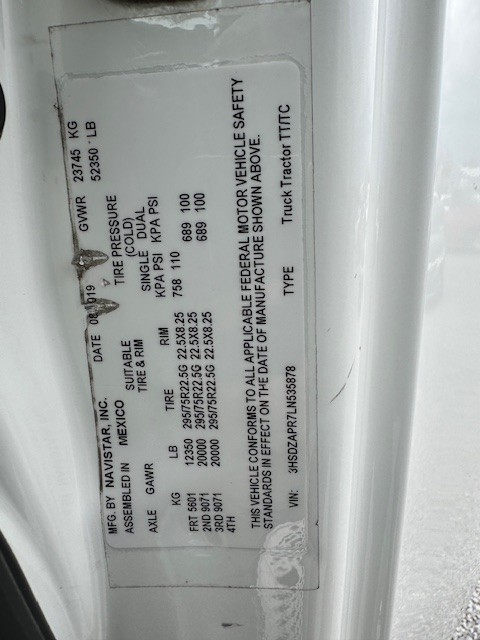 MFG. BY NAVISTAR, INC. DATE 08 019 GVWR 23745 KG
ASSEMBLED IN MEXICO 52350 LB
SUITABLE TIRE PRESSURE
TIRE & RIM (COLD)
AXLE GAWR SINGLE DUAL
KG LB TIRE RIM KPA PSI KPA PSI
FRT 5601 12350 295/75R22.5G 22.5X8.25 758 110
2ND 9071 20000 295/75R22.5G 22.5X8.25 689 100
3RD 9071 20000 295/75R22.5G 22.5X8.25 689 100
4TH
THIS VEHICLE CONFORMS TO ALL APPLICABLE FEDERAL MOTOR VEHICLE SAFETY
STANDARDS IN EFFECT ON THE DATE OF MANUFACTURE SHOWN ABOVE.
VIN: 3HSDZAPR7LN535878 TYPE Truck Tractor TT/TC